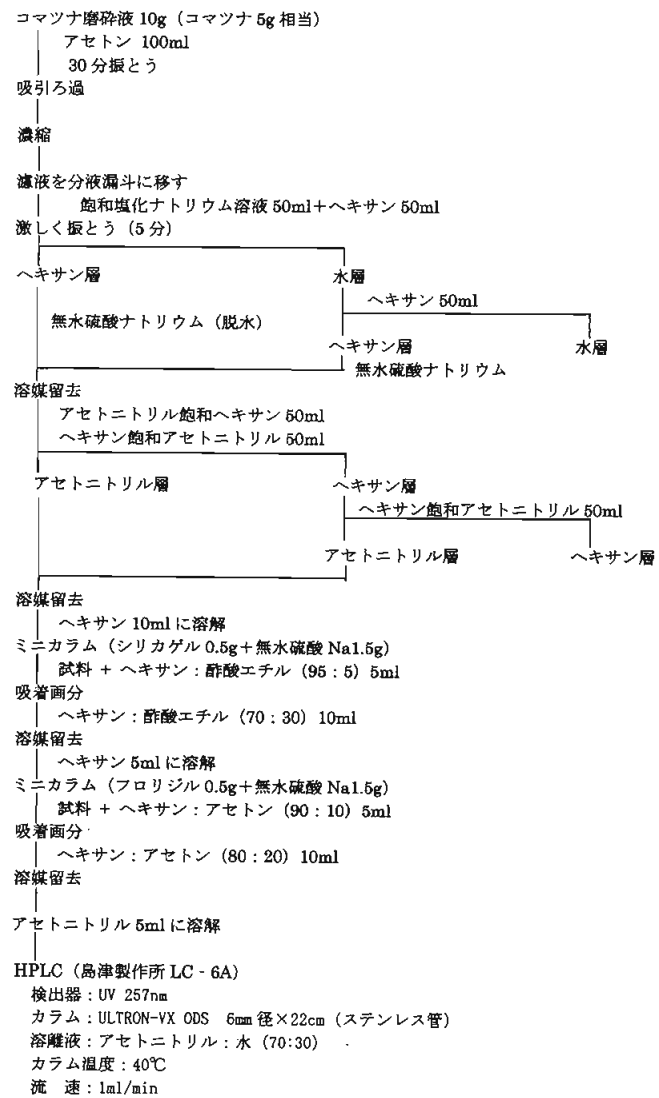 コマツナ磨砕液 10g（コマツナ 5g 相当）
アセトン 100ml
30 分振とう
吸引ろ過
濃縮
濾液を分液漏斗に移す
飽和塩化ナトリウム溶液 50ml＋ヘキサン 50ml
激しく振とう（5 分）
ヘキサン層 水層
ヘキサン 50ml
無水硫酸ナトリウム（脱水）
ヘキサン層 水層
無水硫酸ナトリウム
溶媒留去
アセトニトリル飽和ヘキサン 50ml
ヘキサン飽和アセトニトリル 50ml
アセトニトリル層 ヘキサン層
ヘキサン飽和アセトニトリル 50ml
アセトニトリル層 ヘキサン層
溶媒留去
ヘキサン 10ml に溶解
ミニカラム（シリカゲル 0.5g＋無水硫酸 Na1.5g）
試料 ＋ ヘキサン：酢酸エチル（95：5）5ml
吸着画分
ヘキサン：酢酸エチル（70：30）10ml
溶媒留去
ヘキサン 5ml に溶解
ミニカラム（フロリジル 0.5g＋無水硫酸 Na1.5g）
試料 ＋ ヘキサン：アセトン（90：10）5ml
吸着画分
ヘキサン：アセトン（80：20）10ml
溶媒留去
アセトニトリル 5ml に溶解
HPLC（島津製作所 LC‐6A）
検出器：UV 257nm
カラム：ULTRON-VX ODS 6mm 径×22cm（ステンレス管）
溶離液：アセトニトリル：水（70:30）
カラム温度：40℃
流 速：1ml/min